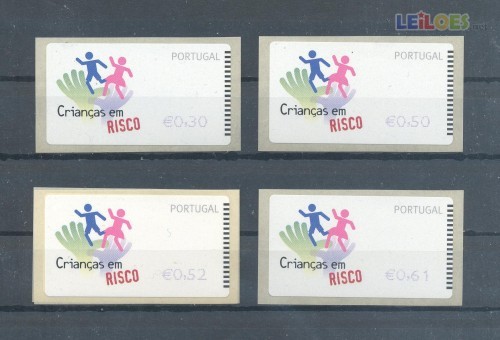 LEiLOES.net
PORTUGAL
Crianças em
RISCO
€0,30
PORTUGAL
Crianças em
RISCO
€0,50
PORTUGAL
Crianças em
RISCO
€0,52
PORTUGAL
Crianças em
RISCO
€0,61